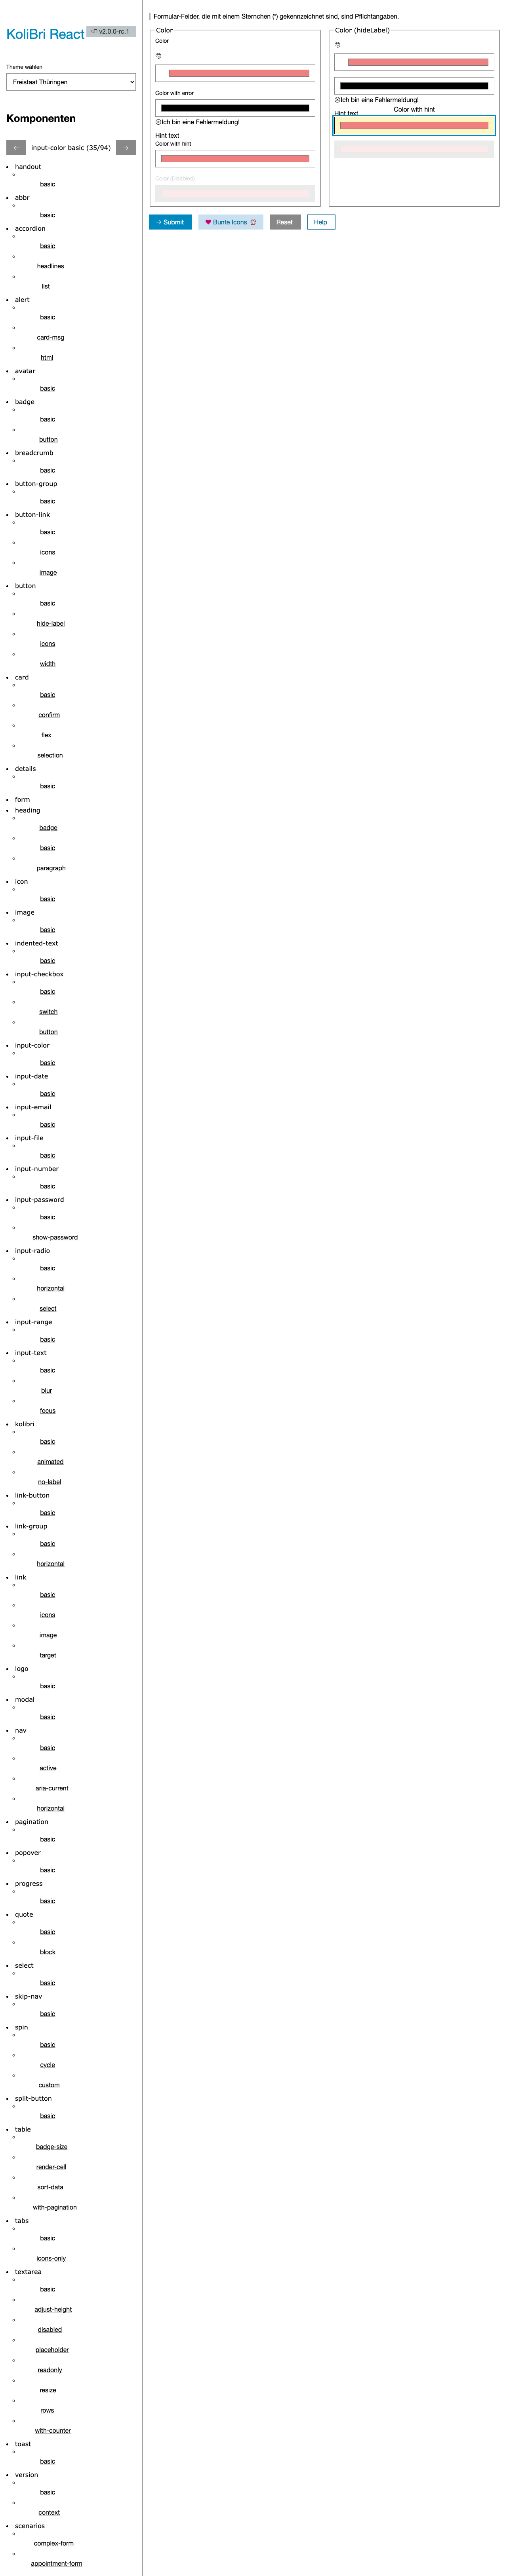 KoliBri React
v2.0.0-rc.1
Theme wählen
Freistaat Thüringen
Komponenten
← input-color basic (35/94) →
handout
basic
abbr
basic
accordion
basic
headlines
list
alert
basic
card-msg
html
avatar
basic
badge
basic
button
breadcrumb
basic
button-group
basic
button-link
basic
icons
image
button
basic
hide-label
icons
width
card
basic
confirm
flex
selection
details
basic
form
heading
badge
basic
paragraph
icon
basic
image
basic
indented-text
basic
input-checkbox
basic
switch
button
input-color
basic
input-date
basic
input-email
basic
input-file
basic
input-number
basic
input-password
basic
show-password
input-radio
basic
horizontal
select
input-range
basic
input-text
basic
blur
focus
kolibri
basic
animated
no-label
link-button
basic
link-group
basic
horizontal
link
basic
icons
image
target
logo
basic
modal
basic
nav
basic
active
aria-current
horizontal
pagination
basic
popover
basic
progress
basic
quote
basic
block
select
basic
skip-nav
basic
spin
basic
cycle
custom
split-button
basic
table
badge-size
render-cell
sort-data
with-pagination
tabs
basic
icons-only
textarea
basic
adjust-height
disabled
placeholder
readonly
resize
rows
with-counter
toast
basic
version
basic
context
scenarios
complex-form
appointment-form
Formular-Felder, die mit einem Sternchen (*) gekennzeichnet sind, sind Pflichtangaben.
Color
Color
Color with error
Ich bin eine Fehlermeldung!
Hint text
Color with hint
Color (Disabled)
Color (hideLabel)
Ich bin eine Fehlermeldung!
Color with hint
Hint text
→ Submit
Bunte Icons
Reset
Help